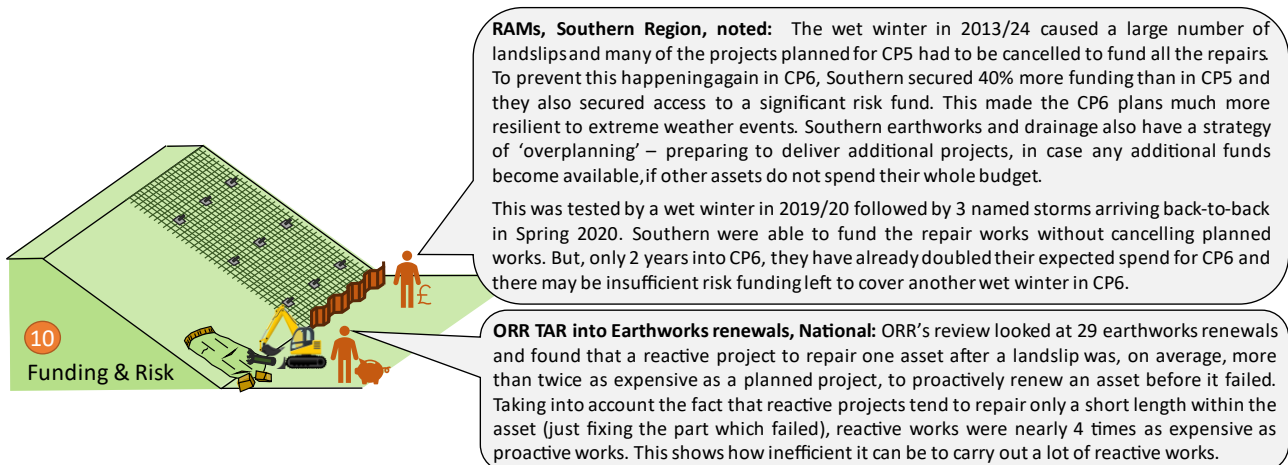 RAMs, Southern Region, noted: The wet winter in 2013/24 caused a large number of
landslipsand many of the projects planned for CP5 had to be cancelled to fund all the repairs.
To prevent this happeningagain in CP6, Southern secured 40% more funding than in CP5 and
they also secured access to a significant risk fund. This made the CP6 plans much more
resilient to extreme weather events. Southern earthworks and drainage also have a strategy
of ‘overplanning’ – preparing to deliver additional projects, in case any additional funds
become available,if other assets do not spend their whole budget.
This was tested by a wet winter in 2019/20 followed by 3 named storms arriving back-to-back
in Spring 2020. Southern were able to fund the repair works without cancelling planned
works. But, only 2 years into CP6, they have already doubled their expected spend for CP6 and
there may be insufficient risk funding left to cover another wet winter in CP6.
£
10
Funding & Risk
ORR TAR into Earthworks renewals, National: ORR’s review looked at 29 earthworks renewals
and found that a reactive project to repair one asset after a landslip was, on average, more
than twice as expensive as a planned project, to proactively renew an asset before it failed.
Taking into account the fact that reactive projects tend to repair only a short length within the
asset (just fixing the part which failed), reactive works were nearly 4 times as expensive as
proactive works. This shows how inefficient it can be to carry out a lot of reactive works.